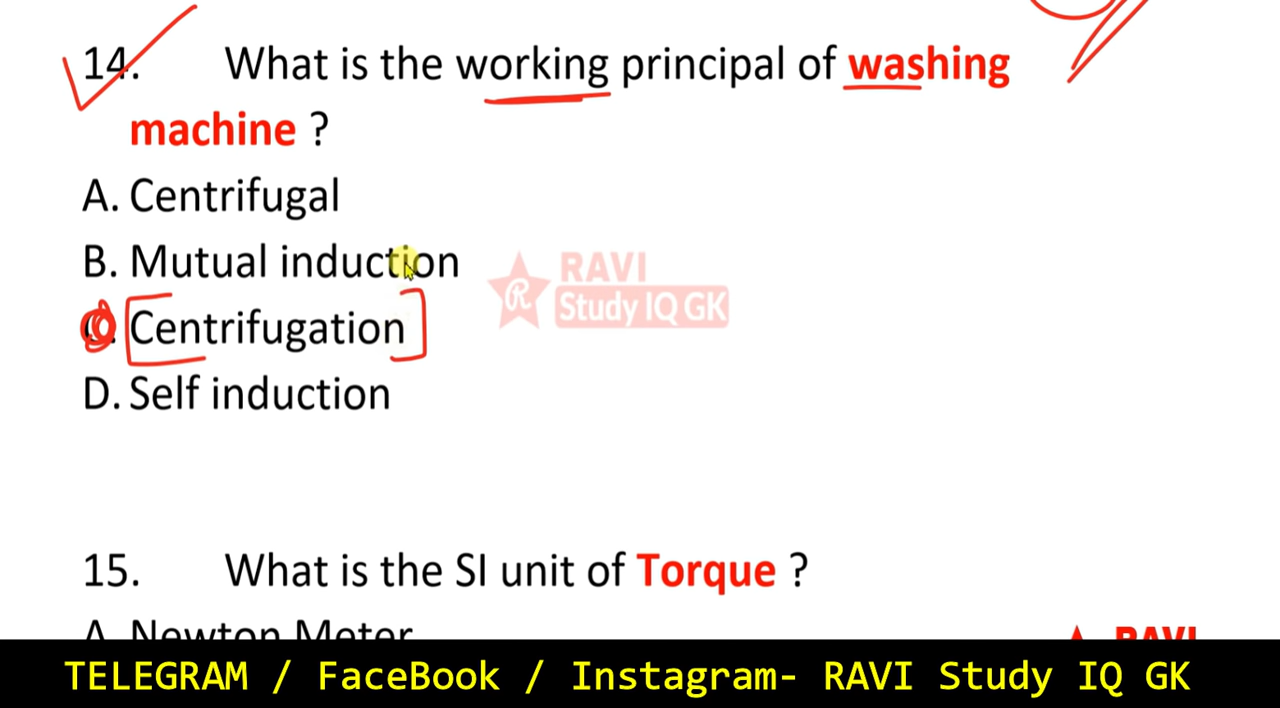 14. What is the working principal of washing
machine ?
A. Centrifugal
B. Mutual induction
RAVI
R Study IQ GK
C. Centrifugation
D. Self induction
15. What is the SI unit of Torque ?
A. Newton Meter
RAVI
TELEGRAM / FaceBook / Instagram- RAVI Study IQ GK